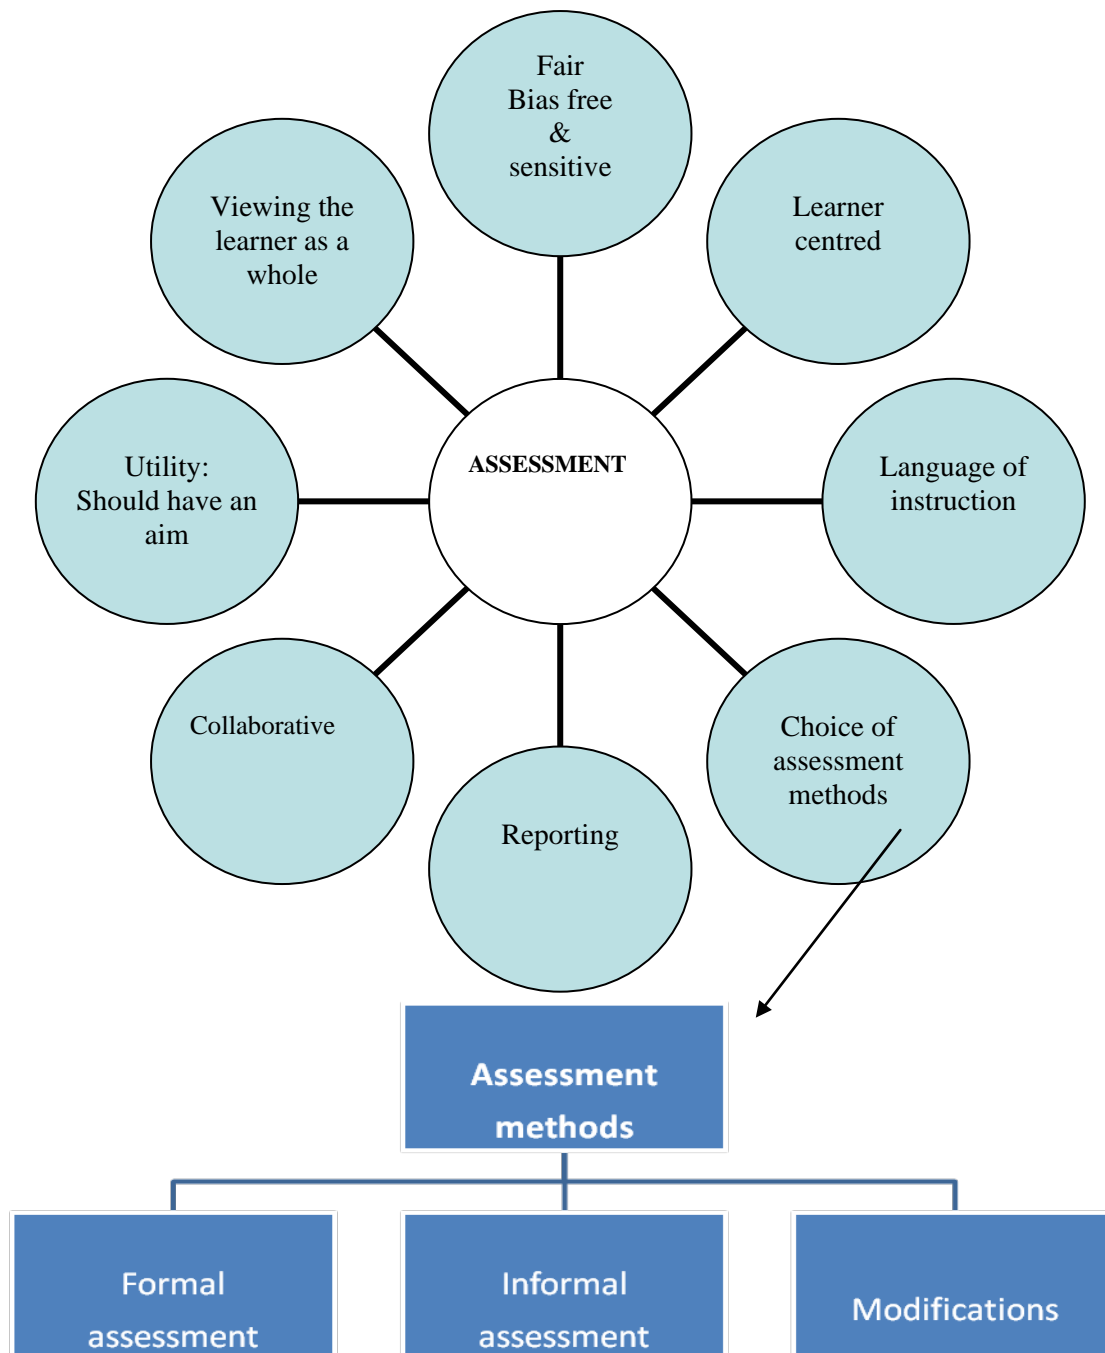 Fair
Bias free
&
sensitive
Viewing the
learner as a
whole
Learner
centred
ASSESSMENT
Utility:
Should have an
aim
Language of
instruction
Collaborative
Choice of
assessment
methods
Reporting
Assessment
methods
Formal
assessment
Informal
assessment
Modifications